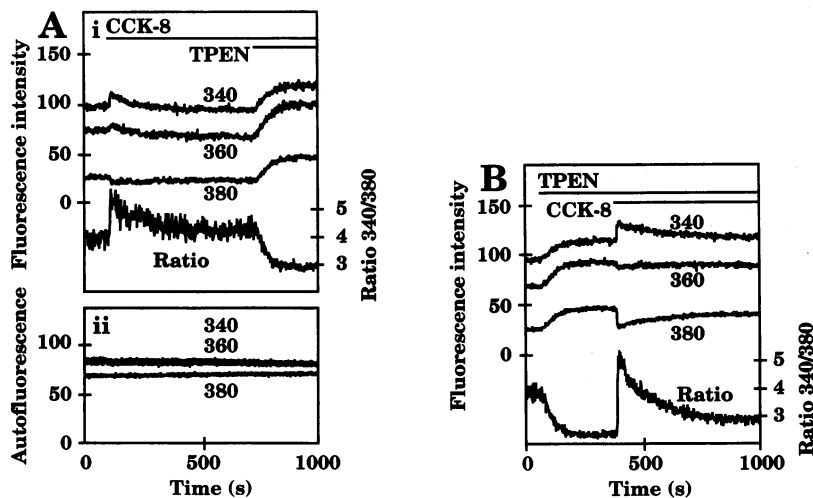 A
i CCK-8
TPEN
Fluorescence intensity
150
100
50
0
340
360
380
Ratio
5
4
3
Ratio 340/380
ii
Autofluorescence
100
50
0
340
360
380
0 500 1000
Time (s)
B
TPEN
CCK-8
Fluorescence intensity
150
100
50
0
340
360
380
Ratio
5
4
3
Ratio 340/380
0 500 1000
Time (s)